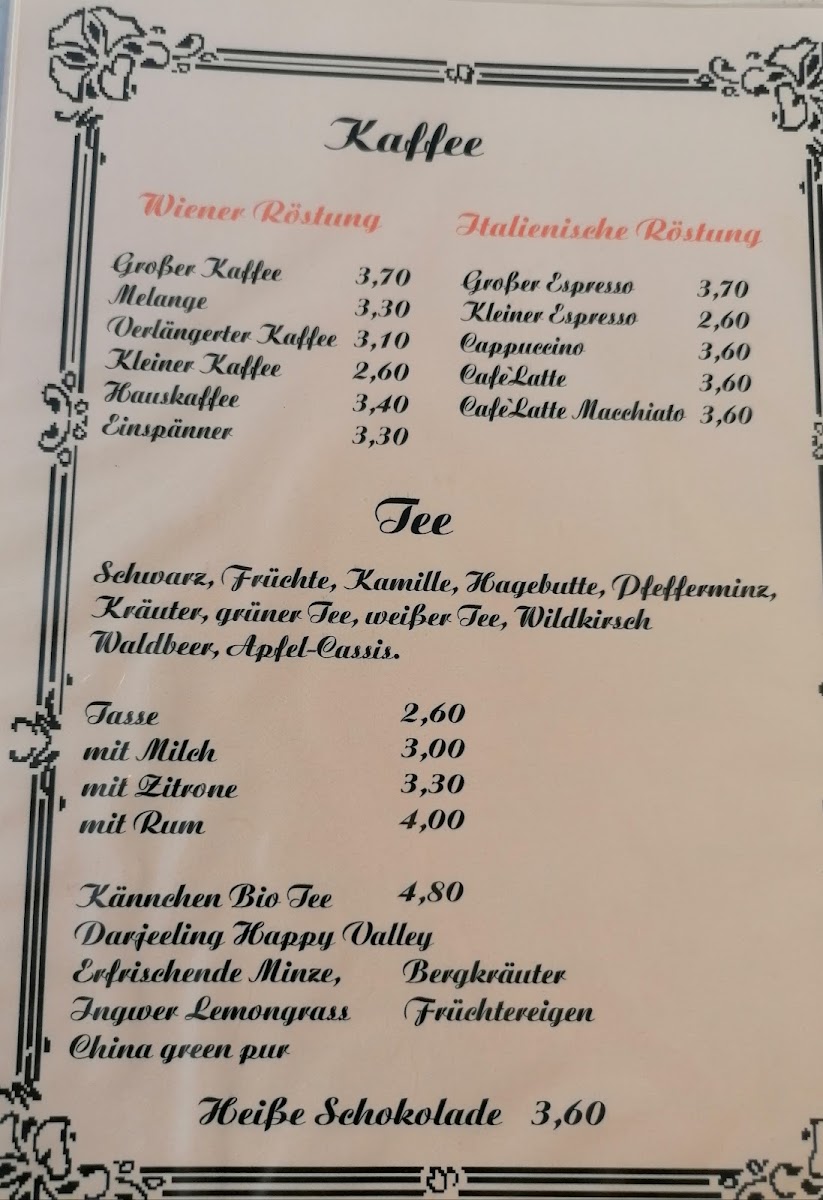 Kaffee
Wiener Röstung
Großer Kaffee 3,70
Melange 3,30
Verlängerter Kaffee 3,10
Kleiner Kaffee 2,60
Hauskaffee 3,40
Einspänner 3,30
Italienische Röstung
Großer Espresso 3,70
Kleiner Espresso 2,60
Cappuccino 3,60
Cafè Latte 3,60
Cafè Latte Macchiato 3,60
Tee
Schwarz, Früchte, Kamille, Hagebutte, Pfefferminz,
Kräuter, grüner Tee, weißer Tee, Wildkirsch
Waldbeer, Apfel-Cassis.
Tasse 2,60
mit Milch 3,00
mit Zitrone 3,30
mit Rum 4,00
Kännchen Bio Tee 4,80
Darjeeling Happy Valley
Erfrischende Minze, Bergkräuter
Ingwer Lemongrass Früchtereigen
China green pur
Heiße Schokolade 3,60